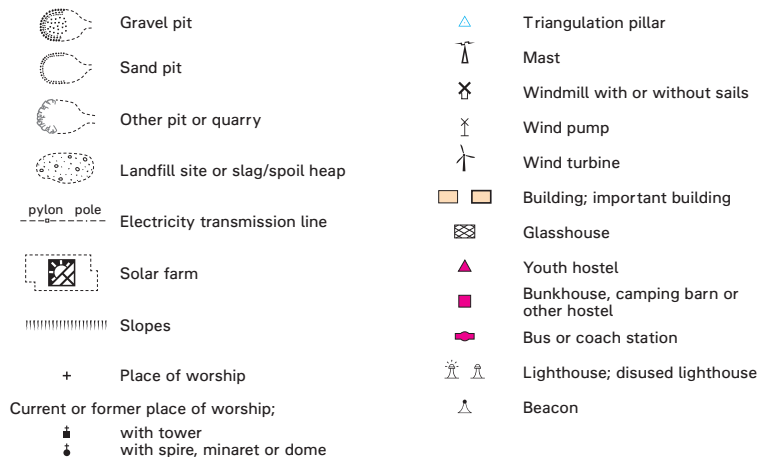 Gravel pit
Sand pit
Other pit or quarry
Landfill site or slag/spoil heap
pylon pole
Electricity transmission line
Solar farm
Slopes
Place of worship
Current or former place of worship;
with tower
with spire, minaret or dome
Triangulation pillar
Mast
Windmill with or without sails
Wind pump
Wind turbine
Building; important building
Glasshouse
Youth hostel
Bunkhouse, camping barn or
other hostel
Bus or coach station
Lighthouse; disused lighthouse
Beacon